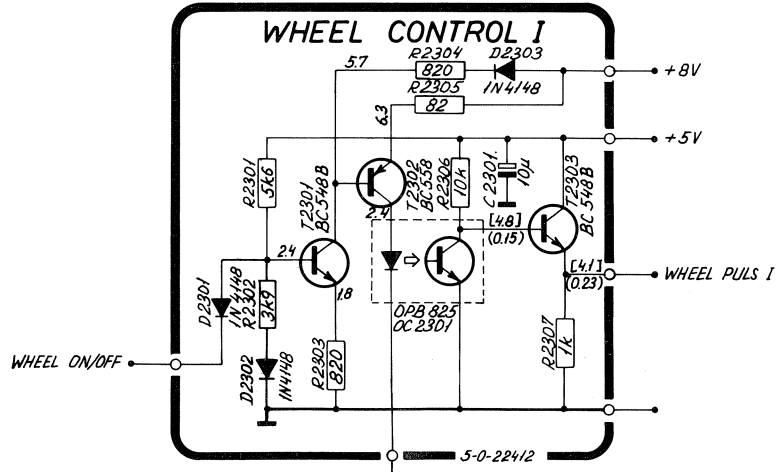 WHEEL CONTROL I
R2304
820
D2303
1N4148
5.7
+8V
R2305
82
6.3
+5V
R2301
5k6
T2301
BC548B
T2302
BC558
R2306
10k
C2301.
10µ
T2303
BC548B
2.4
[4.8]
(0.15)
2.4
1.8
[4.1]
(0.23)
WHEEL PULS I
D2301
1N4148
R2302
3k9
OPB 825
OC 2301
R2307
1k
WHEEL ON/OFF
D2302
1N4148
R2303
820
5-0-22412